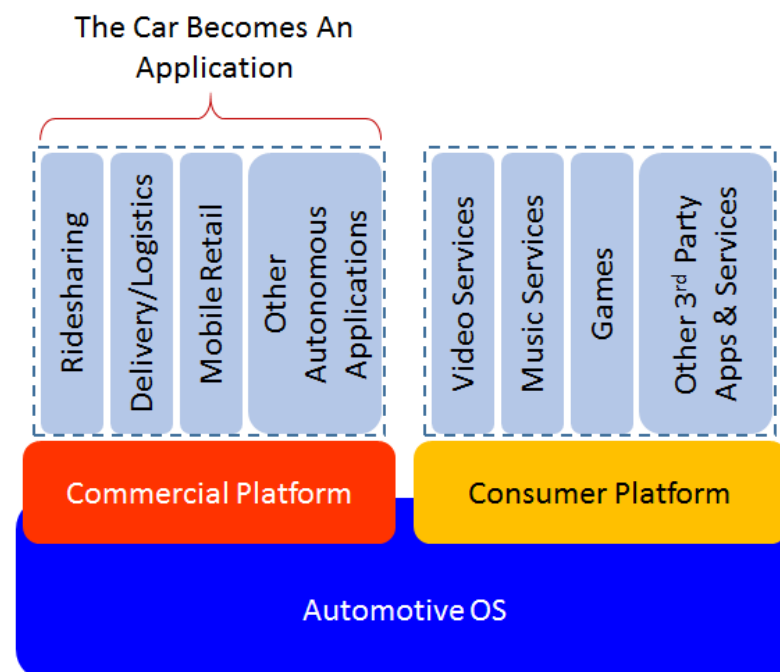 The Car Becomes An
Application
Ridesharing
Delivery/Logistics
Mobile Retail
Other
Autonomous
Applications
Video Services
Music Services
Games
Other 3rd Party
Apps & Services
Commercial Platform
Consumer Platform
Automotive OS